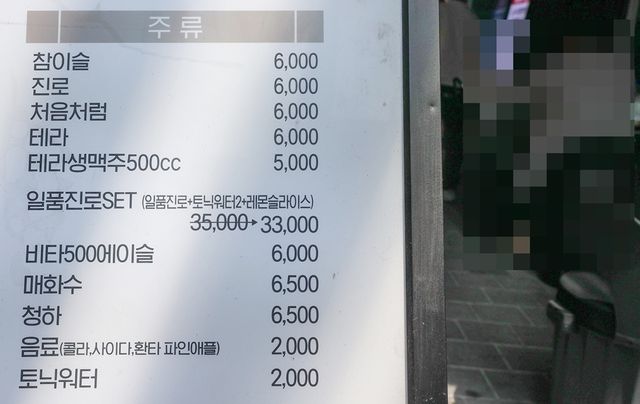 주류
참이슬 6,000
진로 6,000
처음처럼 6,000
테라 6,000
테라생맥주500cc 5,000
일품진로SET (일품진로+토닉워터2+레몬슬라이스)
35,000→33,000
비타500에이슬 6,000
매화수 6,500
청하 6,500
음료(콜라,사이다,환타 파인애플) 2,000
토닉워터 2,000